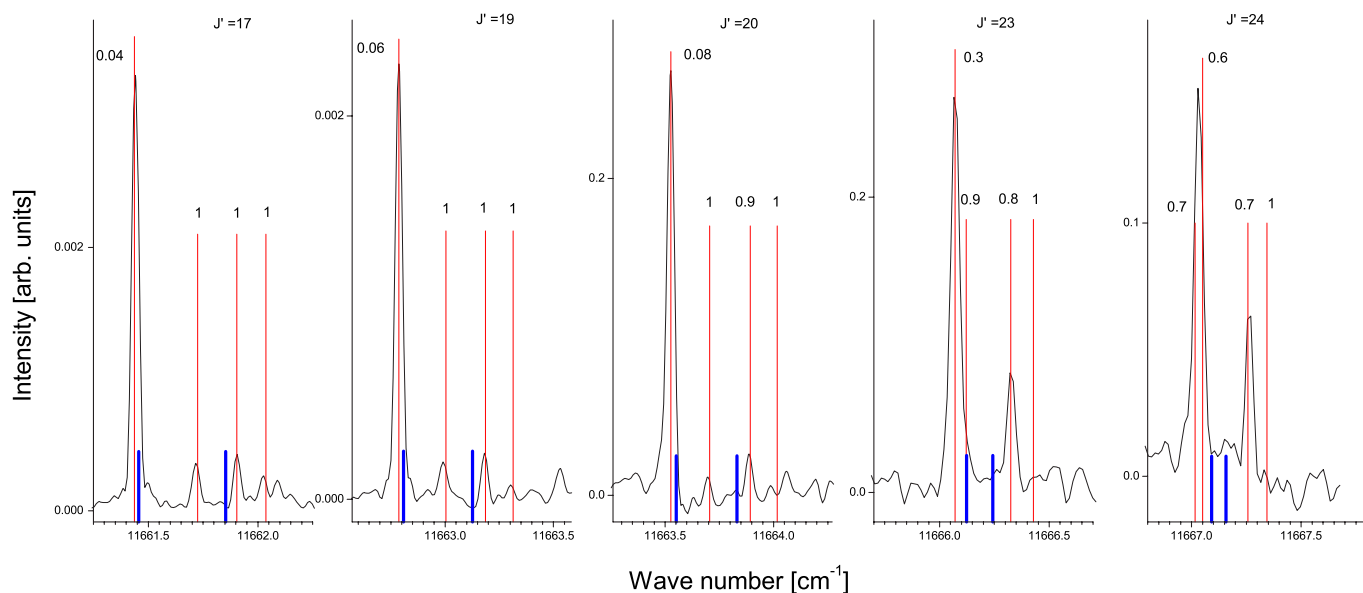 J' =17
J' =19
J' =20
J' =23
J' =24
0.04
0.06
0.08
0.3
0.6
1 1 1
1 1 1
1 0.9 1
0.9 0.8 1
0.7 0.7 1
0.002
0.000
0.002
0.000
0.2
0.0
0.2
0.0
0.1
0.0
11661.5 11662.0
11663.0 11663.5
11663.5 11664.0
11666.0 11666.5
11667.0 11667.5
Intensity [arb. units]
Wave number [cm⁻¹]